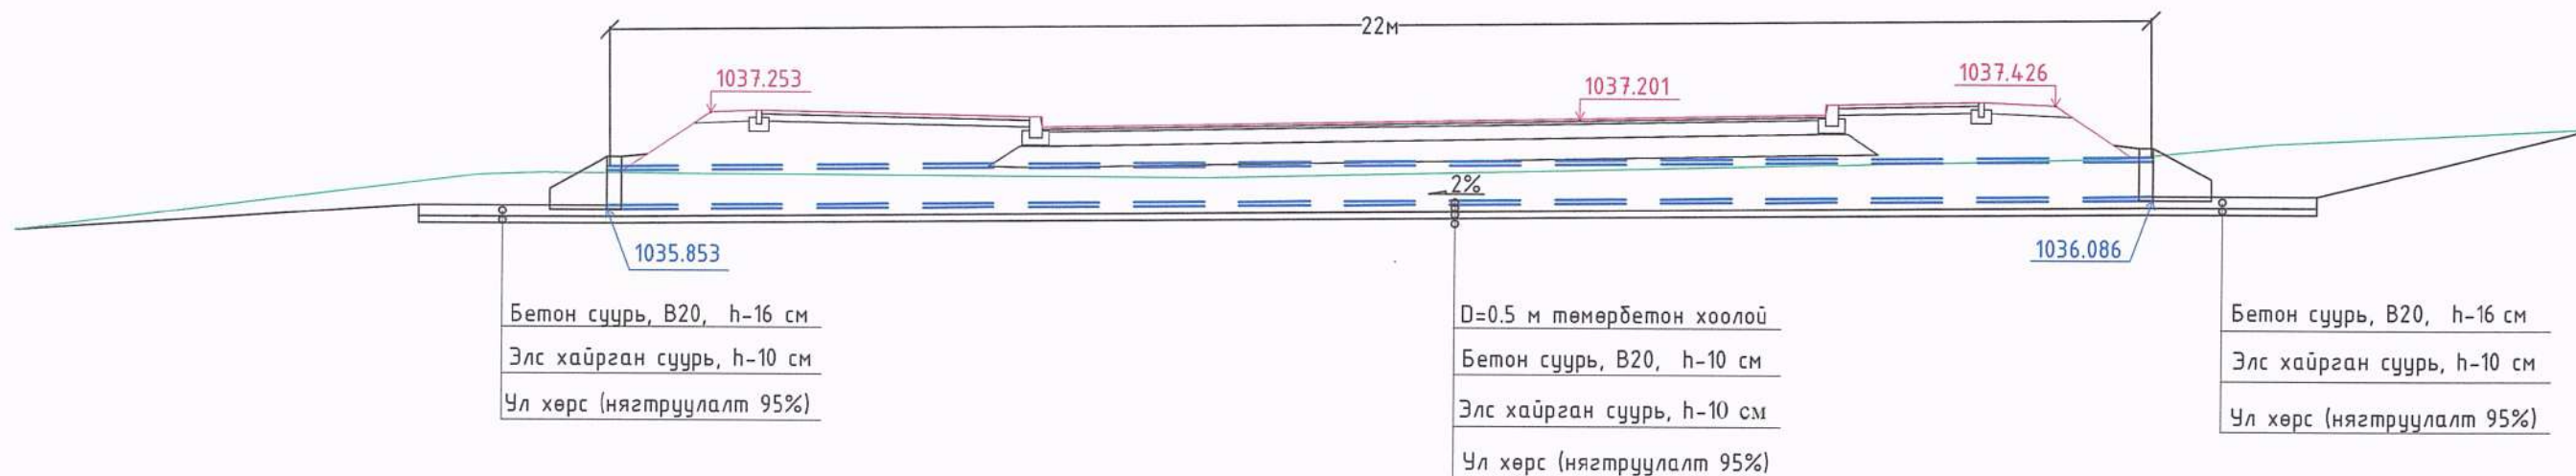 22м
1037.253
1037.201
1037.426
2%
1035.853
1036.086
Бетон суурь, В20, h-16 см
Элс хайрган суурь, h-10 см
Ул хөрс (нягтруулалт 95%)
D=0.5 м төмөрбетон хоолой
Бетон суурь, В20, h-10 см
Элс хайрган суурь, h-10 см
Ул хөрс (нягтруулалт 95%)
Бетон суурь, В20, h-16 см
Элс хайрган суурь, h-10 см
Ул хөрс (нягтруулалт 95%)